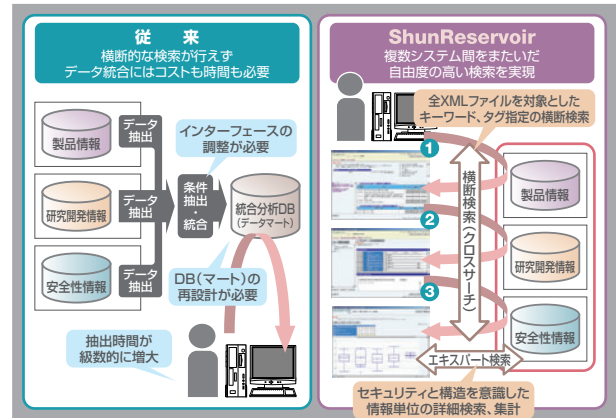 従　来
横断的な検索が行えず
データ統合にはコストも時間も必要
製品情報
データ
抽出
研究開発情報
データ
抽出
安全性情報
データ
抽出
インターフェースの
調整が必要
条件
抽出
・
統合
統合分析DB
(データマート)
DB(マート)の
再設計が必要
抽出時間が
級数的に増大
ShunReservoir
複数システム間をまたいだ
自由度の高い検索を実現
全XMLファイルを対象とした
キーワード、タグ指定の横断検索
1
2
3
横断検索(クロスサーチ)
製品情報
研究開発情報
安全性情報
エキスパート検索
セキュリティと構造を意識した
情報単位の詳細検索、集計